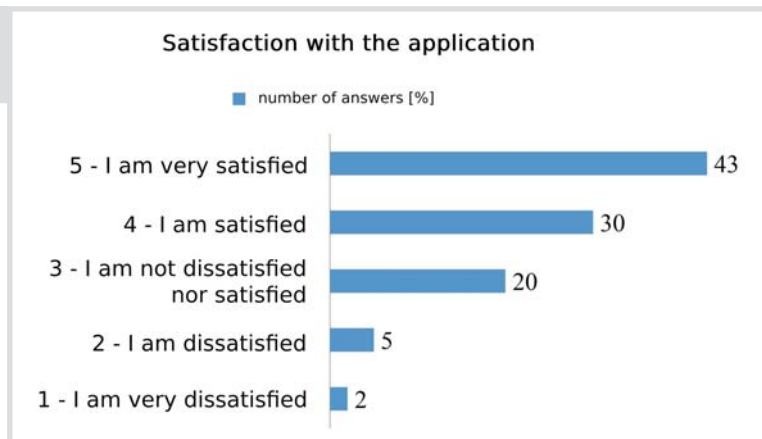 Satisfaction with the application
number of answers [%]
5 - I am very satisfied 43
4 - I am satisfied 30
3 - I am not dissatisfied
nor satisfied 20
2 - I am dissatisfied 5
1 - I am very dissatisfied 2